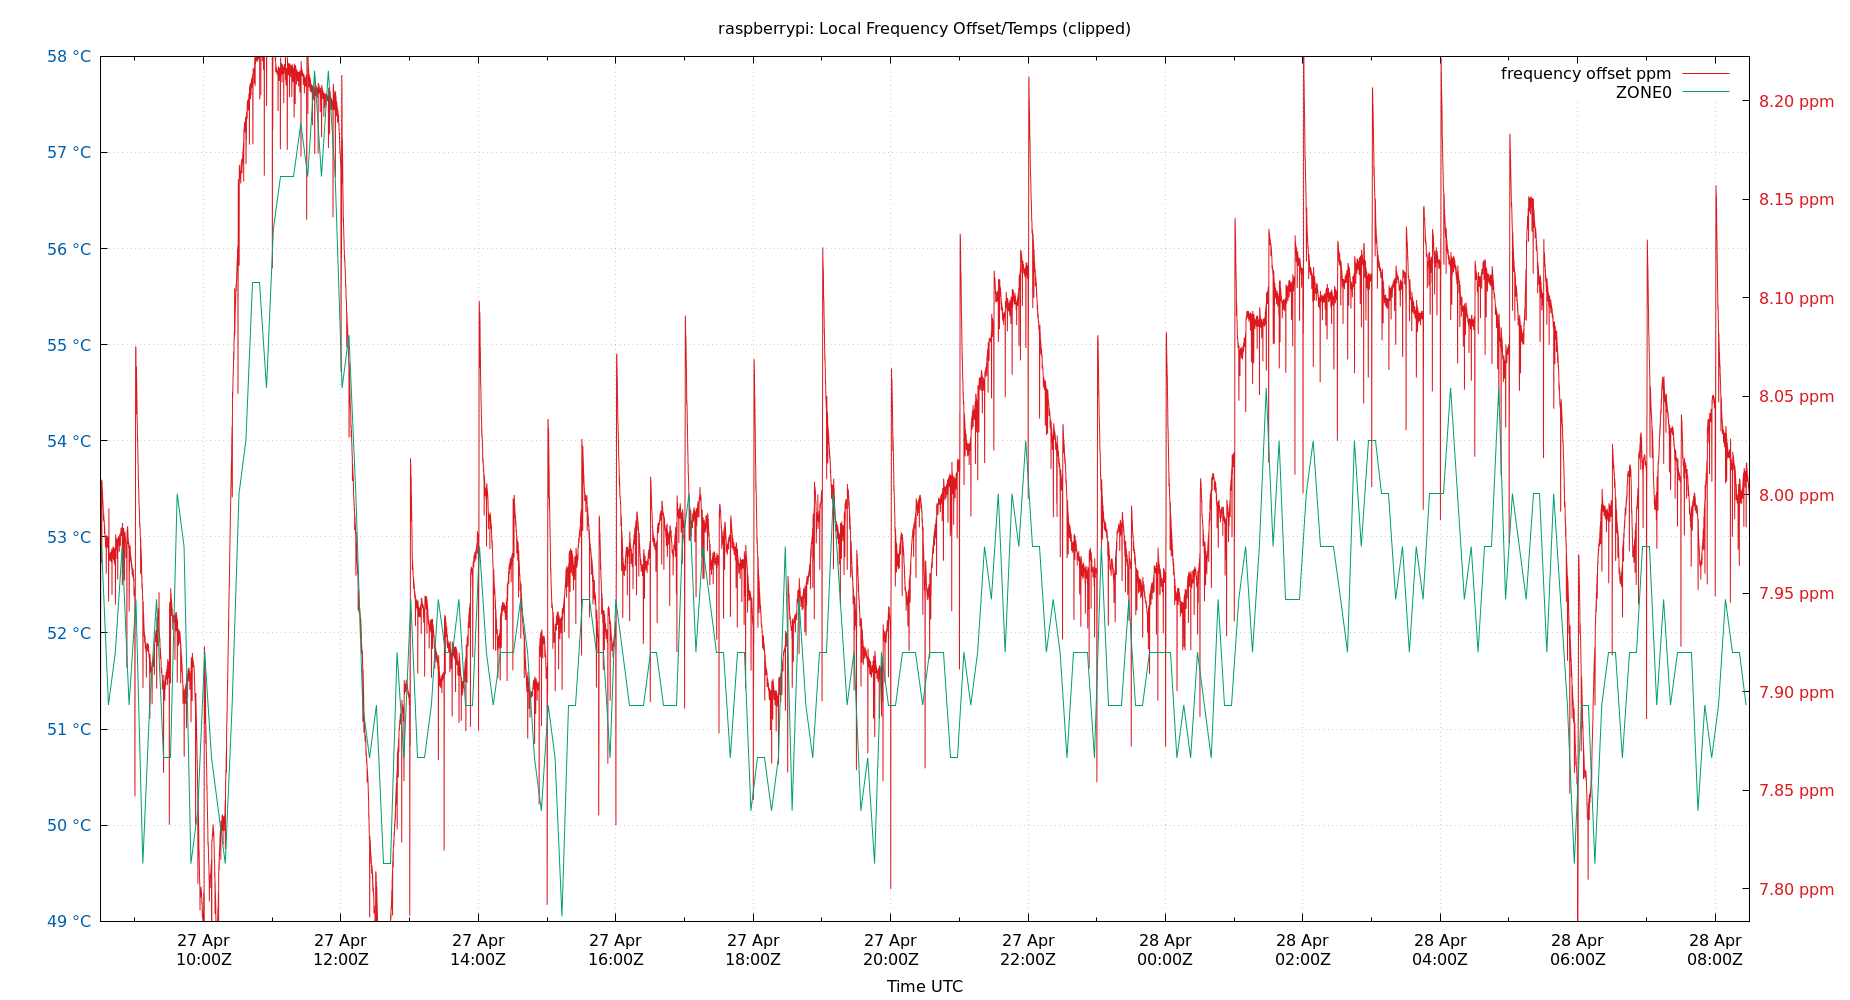 raspberrypi: Local Frequency Offset/Temps (clipped)
58 °C
57 °C
56 °C
55 °C
54 °C
53 °C
52 °C
51 °C
50 °C
49 °C
frequency offset ppm
ZONE0
8.20 ppm
8.15 ppm
8.10 ppm
8.05 ppm
8.00 ppm
7.95 ppm
7.90 ppm
7.85 ppm
7.80 ppm
27 Apr 27 Apr 27 Apr 27 Apr 27 Apr 27 Apr 27 Apr 28 Apr 28 Apr 28 Apr 28 Apr 28 Apr
10:00Z 12:00Z 14:00Z 16:00Z 18:00Z 20:00Z 22:00Z 00:00Z 02:00Z 04:00Z 06:00Z 08:00Z
Time UTC